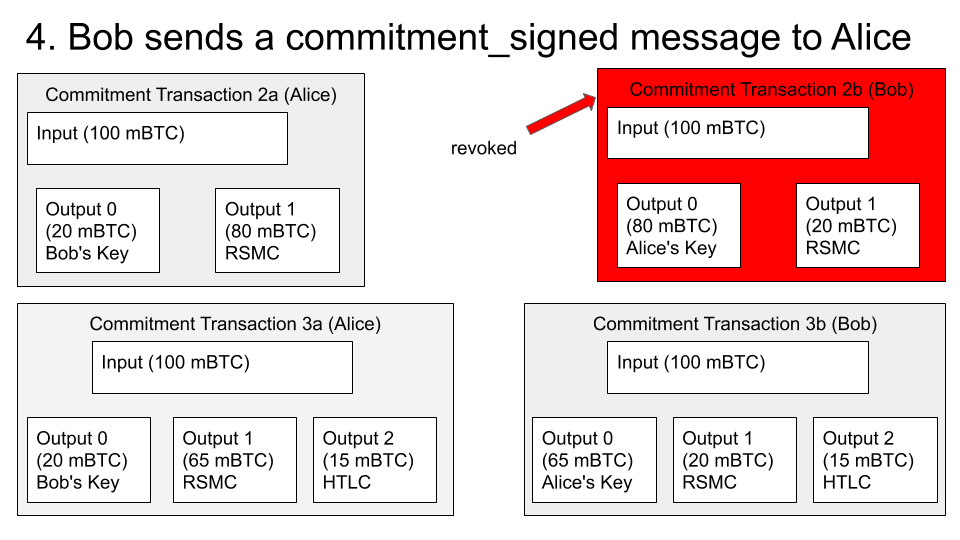 4. Bob sends a commitment_signed message to Alice
Commitment Transaction 2a (Alice)
Input (100 mBTC)
Output 0
(20 mBTC)
Bob's Key
Output 1
(80 mBTC)
RSMC
revoked
Commitment Transaction 2b (Bob)
Input (100 mBTC)
Output 0
(80 mBTC)
Alice's Key
Output 1
(20 mBTC)
RSMC
Commitment Transaction 3a (Alice)
Input (100 mBTC)
Output 0
(20 mBTC)
Bob's Key
Output 1
(65 mBTC)
RSMC
Output 2
(15 mBTC)
HTLC
Commitment Transaction 3b (Bob)
Input (100 mBTC)
Output 0
(65 mBTC)
Alice's Key
Output 1
(20 mBTC)
RSMC
Output 2
(15 mBTC)
HTLC